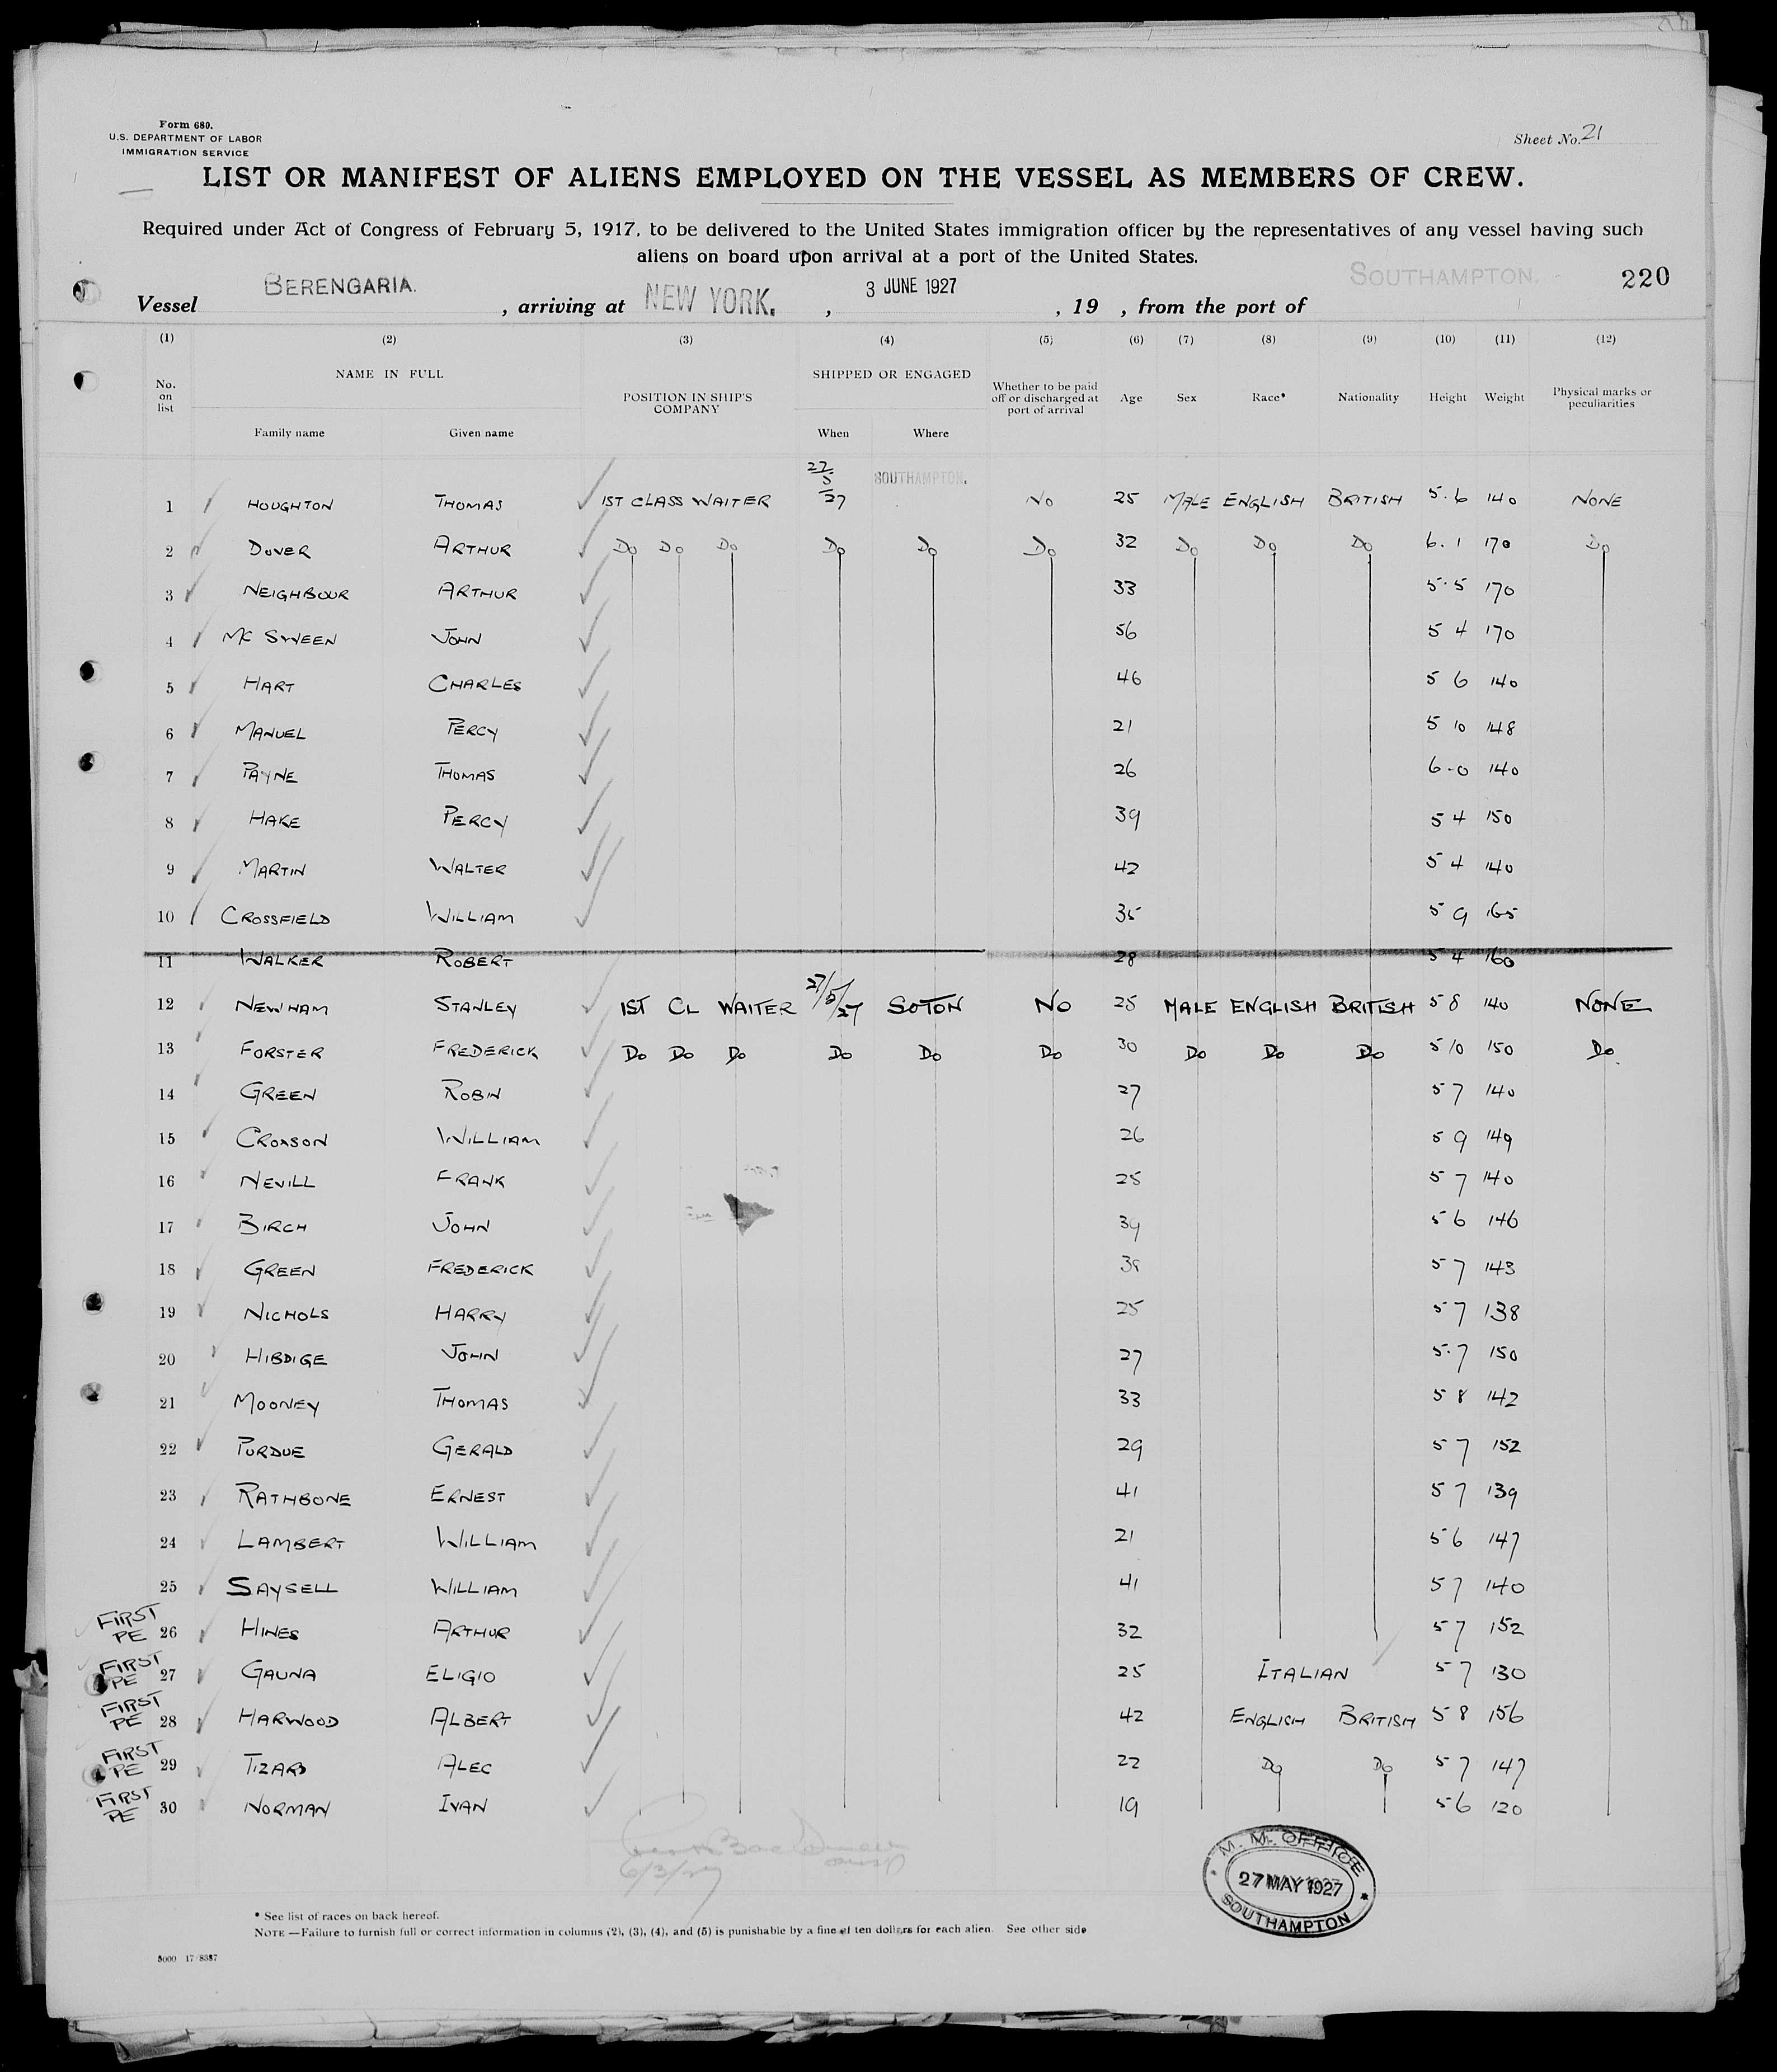 Form 680.
U.S. DEPARTMENT OF LABOR
IMMIGRATION SERVICE
Sheet No. 21
LIST OR MANIFEST OF ALIENS EMPLOYED ON THE VESSEL AS MEMBERS OF CREW.
Required under Act of Congress of February 5, 1917, to be delivered to the United States immigration officer by the representatives of any vessel having such
aliens on board upon arrival at a port of the United States.
220
Vessel BERENGARIA. , arriving at NEW YORK. , 3 JUNE 1927 , 19 , from the port of SOUTHAMPTON.
(1) (2) (3) (4) (5) (6) (7) (8) (9) (10) (11) (12)
No. on list NAME IN FULL Family name Given name POSITION IN SHIP'S COMPANY SHIPPED OR ENGAGED When Where Whether to be paid off or discharged at port of arrival Age Sex Race* Nationality Height Weight Physical marks or peculiarities
1 HOUGHTON THOMAS 1ST CLASS WAITER 27/5/27 SOUTHAMPTON. NO 25 MALE ENGLISH BRITISH 5.6 140 NONE
2 DOVER ARTHUR DO DO DO DO DO DO 32 DO DO DO 6.1 170 DO
3 NEIGHBOUR ARTHUR 33 5.5 170
4 MC SWEEN JOHN 56 5 4 170
5 HART CHARLES 46 5 6 140
6 MANUEL PERCY 21 5 10 148
7 PAYNE THOMAS 26 6-0 140
8 HAKE PERCY 39 5 4 150
9 MARTIN WALTER 42 5 4 140
10 CROSSFIELD WILLIAM 35 5 9 165
11 WALKER ROBERT 28 5 4 160
12 NEWHAM STANLEY 1ST CL WAITER 27/5/27 SOTON NO 25 MALE ENGLISH BRITISH 5 8 140 NONE
13 FORSTER FREDERICK DO DO DO DO DO DO 30 DO DO DO 5 10 150 DO.
14 GREEN ROBIN 27 5 7 140
15 CROXSON WILLIAM 26 5 9 149
16 NEVILL FRANK 25 5 7 140
17 BIRCH JOHN 39 5 6 146
18 GREEN FREDERICK 38 5 7 143
19 NICHOLS HARRY 25 5 7 138
20 HIBDIGE JOHN 27 5.7 150
21 MOONEY THOMAS 33 5 8 142
22 PURDUE GERALD 29 5 7 152
23 RATHBONE ERNEST 41 5 7 139
24 LAMBERT WILLIAM 21 5 6 147
25 SAYSELL WILLIAM 41 5 7 140
FIRST PE 26 HINES ARTHUR 32 5 7 152
FIRST PE 27 GAUNA ELIGIO 25 ITALIAN 5 7 130
FIRST PE 28 HARWOOD ALBERT 42 ENGLISH BRITISH 5 8 156
FIRST PE 29 TIZARD ALEC 22 DO DO 5 7 147
FIRST PE 30 NORMAN IVAN 19 5 6 120
6/3/27
M. M. OFFICE
27 MAY 1927
SOUTHAMPTON
* See list of races on back hereof.
NOTE.—Failure to furnish full or correct information in columns (2), (3), (4), and (5) is punishable by a fine of ten dollars for each alien. See other side
5000 17/8387